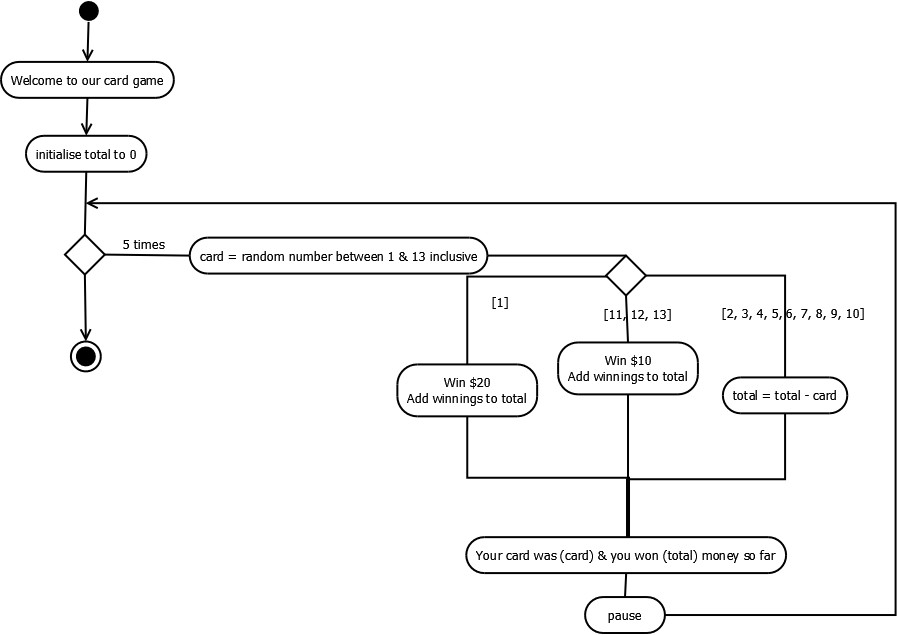 Welcome to our card game
initialise total to 0
5 times
card = random number between 1 & 13 inclusive
[1]
[11, 12, 13]
[2, 3, 4, 5, 6, 7, 8, 9, 10]
Win $20
Add winnings to total
Win $10
Add winnings to total
total = total - card
Your card was (card) & you won (total) money so far
pause